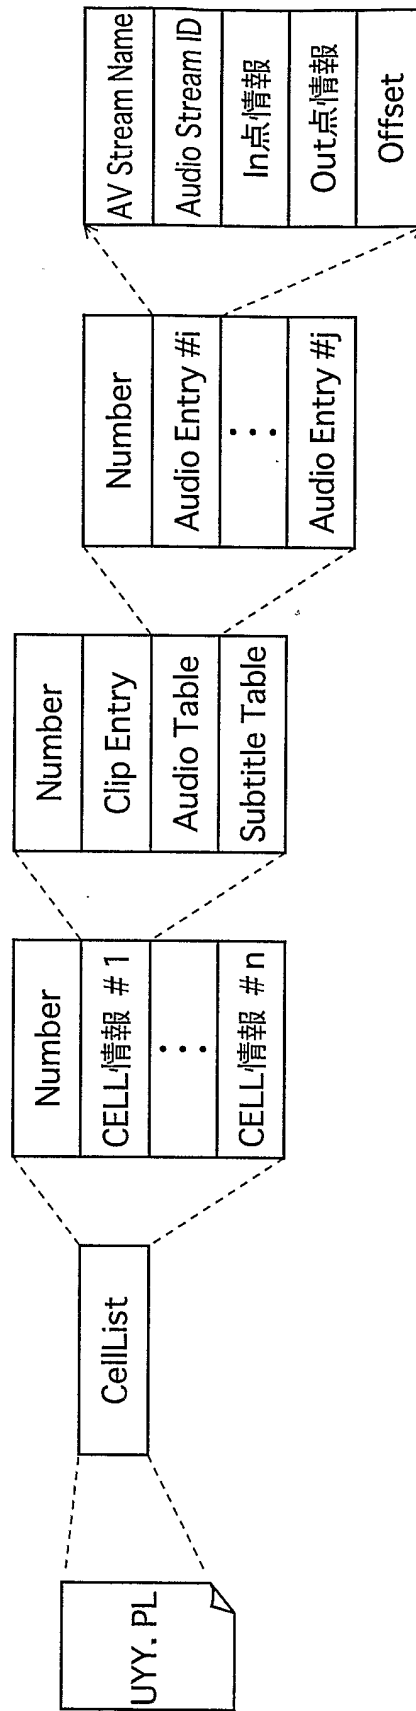 UYY. PL
CellList
Number
CELL情報 #1
⋮
CELL情報 #n
Number
Clip Entry
Audio Table
Subtitle Table
Number
Audio Entry #i
⋮
Audio Entry #j
AV Stream Name
Audio Stream ID
In点情報
Out点情報
Offset